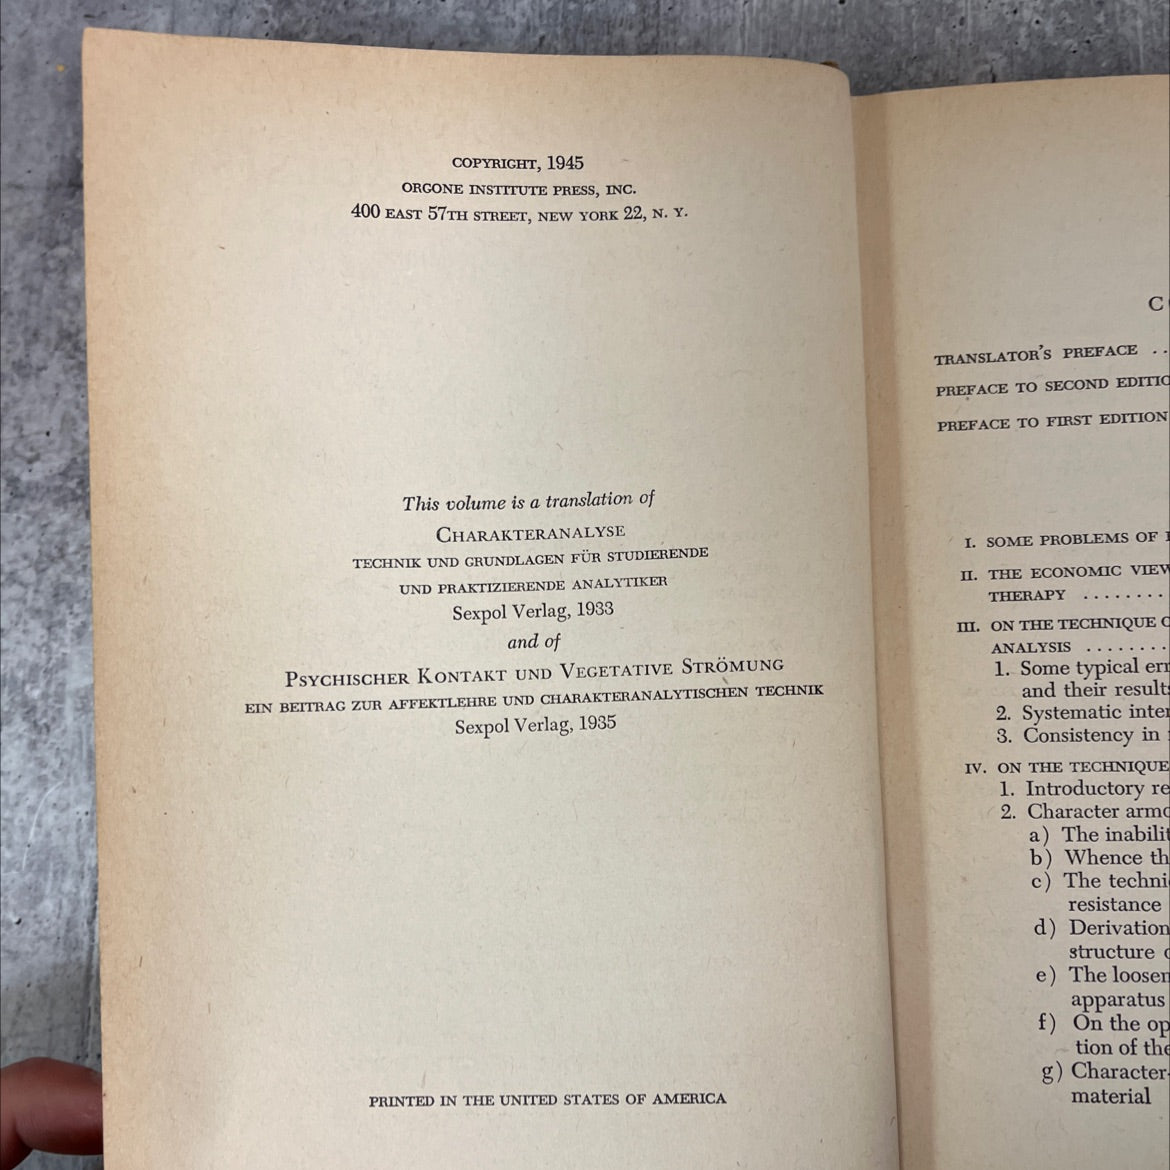 COPYRIGHT, 1945
ORGONE INSTITUTE PRESS, INC.
400 EAST 57TH STREET, NEW YORK 22, N. Y.
This volume is a translation of
CHARAKTERANALYSE
TECHNIK UND GRUNDLAGEN FÜR STUDIERENDE
UND PRAKTIZIERENDE ANALYTIKER
Sexpol Verlag, 1933
and of
PSYCHISCHER KONTAKT UND VEGETATIVE STRÖMUNG
EIN BEITRAG ZUR AFFEKTLEHRE UND CHARAKTERANALYTISCHEN TECHNIK
Sexpol Verlag, 1935
PRINTED IN THE UNITED STATES OF AMERICA
C
TRANSLATOR'S PREFACE . .
PREFACE TO SECOND
PREFACE TO FIRST EDITION
I. SOME PROBLEMS OF
II. THE ECONOMIC
THERAPY . . . . . . . .
III. ON THE TECHNIQUE
ANALYSIS . . . . . . . .
1. Some typical
and their
2. Systematic
3. Consistency in
IV. ON THE TECHNIQUE
1. Introductory
2. Character
a) The
b) Whence
c) The
resistance
d) Derivation
structure
e) The
apparatus
f) On the
tion of the
g) Character-
material